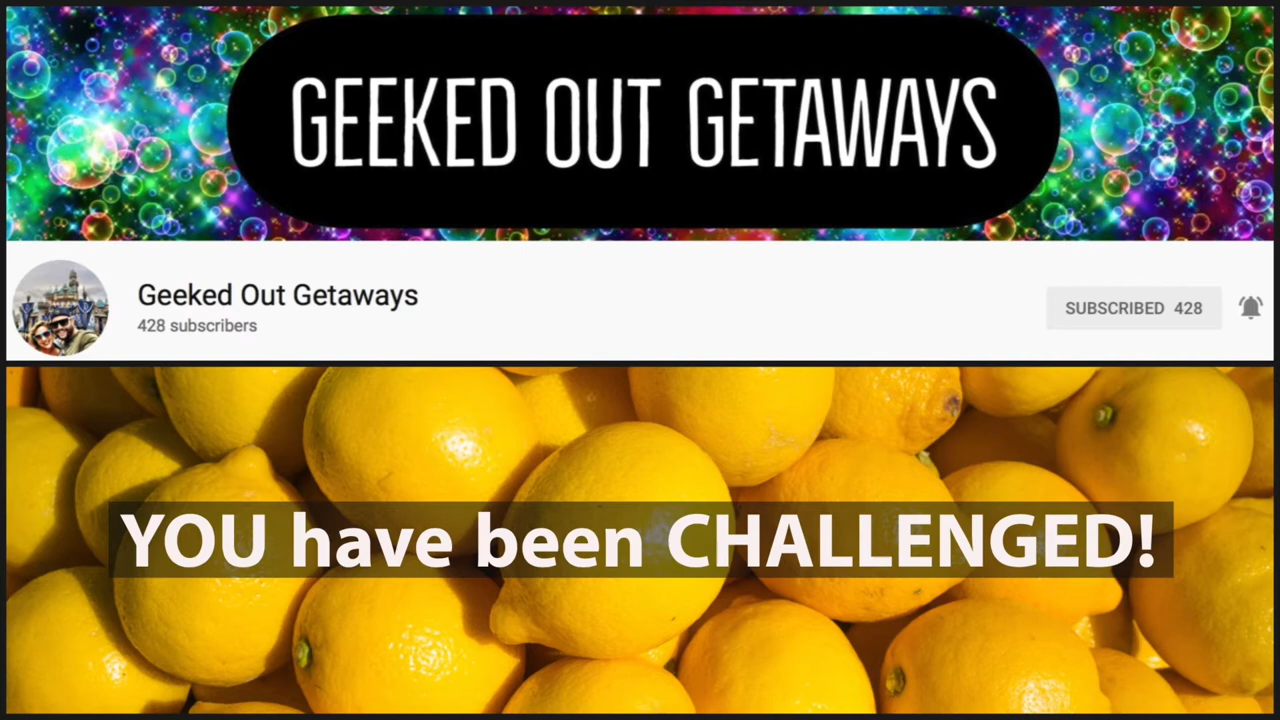 GEEKED OUT GETAWAYS
Geeked Out Getaways
428 subscribers
SUBSCRIBED 428
YOU have been CHALLENGED!